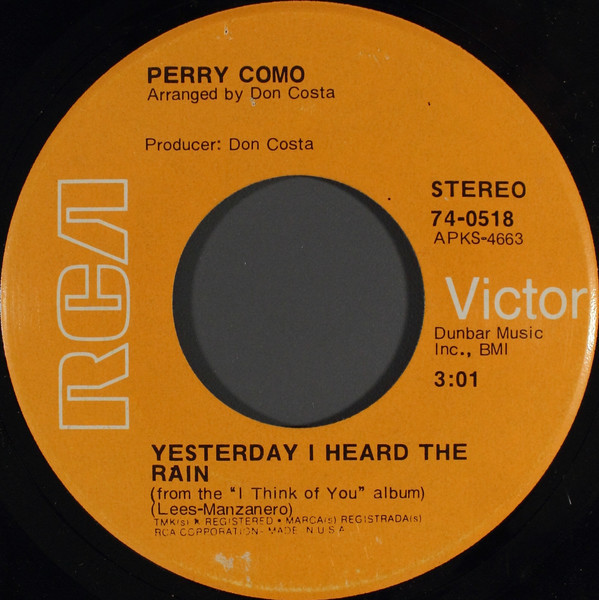 PERRY COMO
Arranged by Don Costa
Producer: Don Costa
RCA
STEREO
74-0518
APKS-4663
Victor
Dunbar Music
Inc., BMI
3:01
YESTERDAY I HEARD THE
RAIN
(from the "I Think of You" album)
(Lees-Manzanero)
TMK(s) ® REGISTERED • MARCA(s) REGISTRADA(s)
RCA CORPORATION-MADE IN U.S.A.